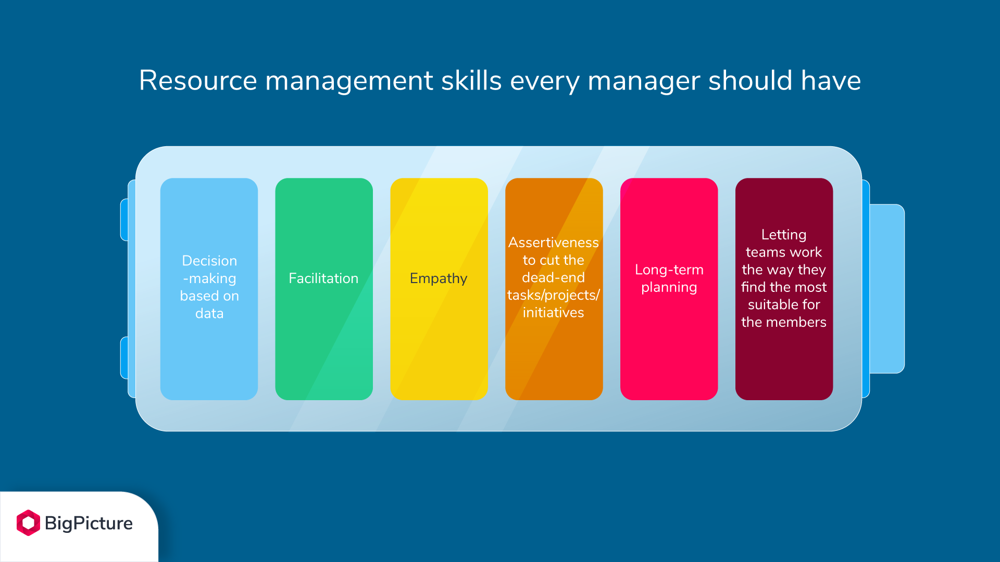 Resource management skills every manager should have
Decision
-making
based on
data
Facilitation
Empathy
Assertiveness
to cut the
dead-end
tasks/projects/
initiatives
Long-term
planning
Letting
teams work
the way they
find the most
suitable for
the members
BigPicture